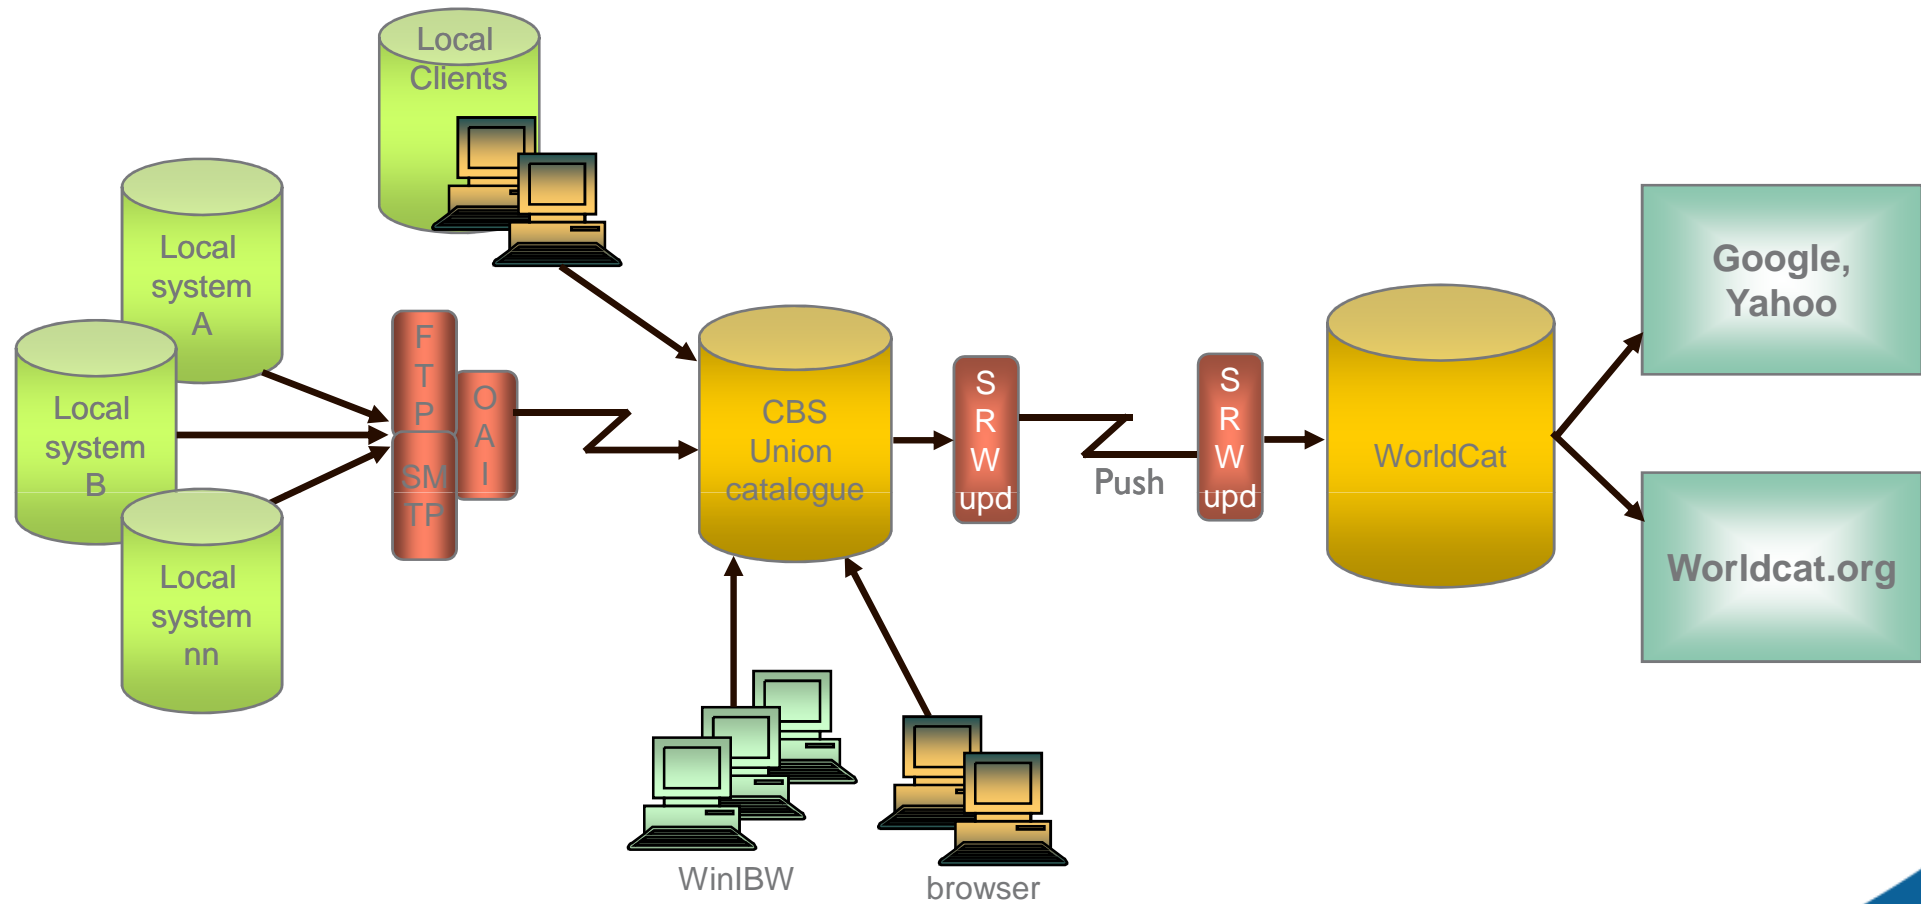 Local
Clients
Local
system
A
Local
system
B
Local
system
nn
F
T
P
SM
TP
O
A
I
CBS
Union
catalogue
S
R
W
upd
Push
S
R
W
upd
WorldCat
Google,
Yahoo
Worldcat.org
WinIBW
browser